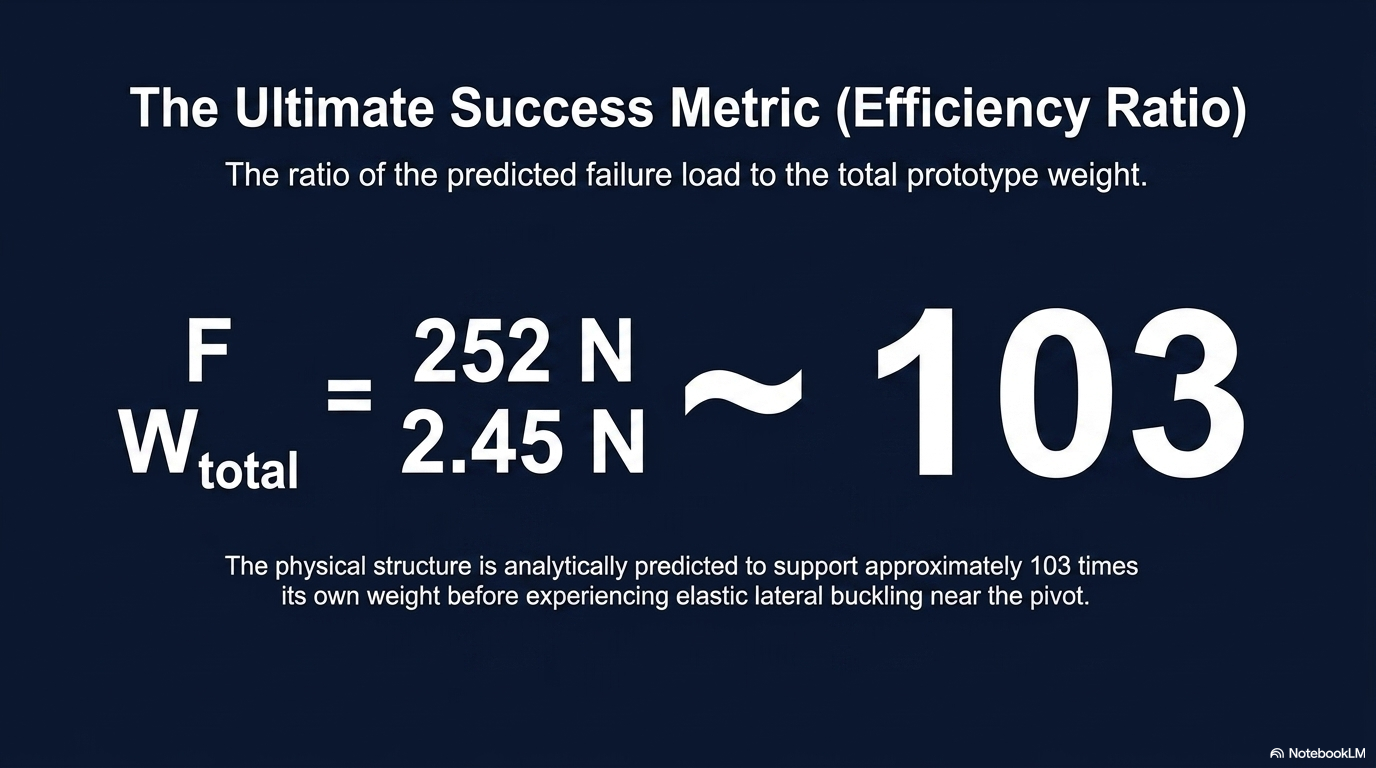 The Ultimate Success Metric (Efficiency Ratio)
The ratio of the predicted failure load to the total prototype weight.
F
Wtotal
=
252 N
2.45 N
~ 103
The physical structure is analytically predicted to support approximately 103 times
its own weight before experiencing elastic lateral buckling near the pivot.
NotebookLM